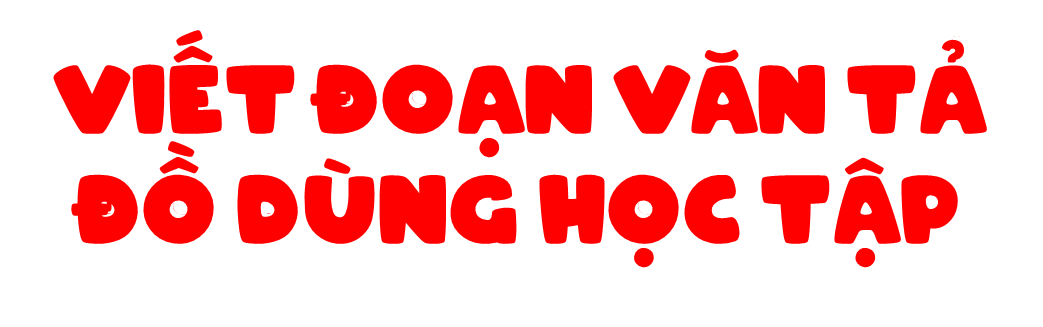 VIẾT ĐOẠN VĂN TẢ
ĐỒ DÙNG HỌC TẬP